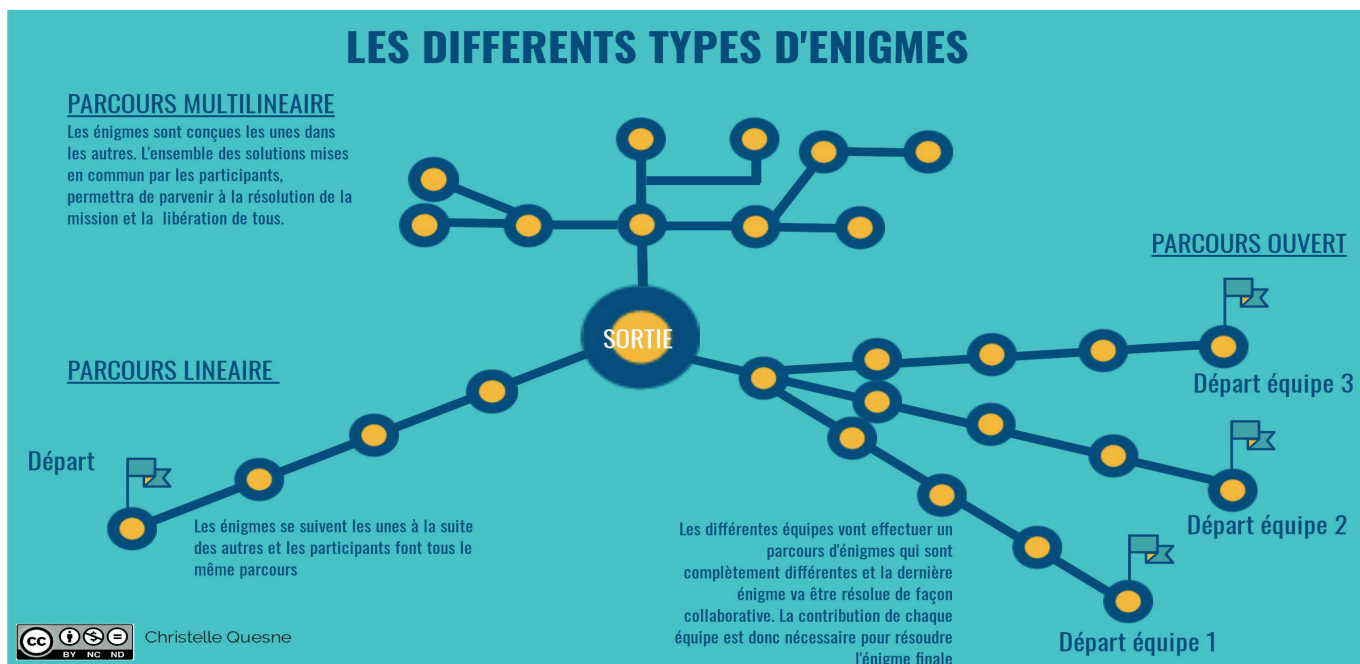 LES DIFFERENTS TYPES D'ENIGMES
PARCOURS MULTILINEAIRE
Les énigmes sont conçues les unes dans
les autres. L'ensemble des solutions mises
en commun par les participants,
permettra de parvenir à la résolution de la
mission et la libération de tous.
PARCOURS OUVERT
SORTIE
PARCOURS LINEAIRE
Départ équipe 3
Départ
Départ équipe 2
Les énigmes se suivent les unes à la suite
des autres et les participants font tous le
même parcours
Les différentes équipes vont effectuer un
parcours d'énigmes qui sont
complètement différentes et la dernière
énigme va être résolue de façon
collaborative. La contribution de chaque
équipe est donc nécessaire pour résoudre
l'énigme finale
Départ équipe 1
cc
BY NC ND
Christelle Quesne